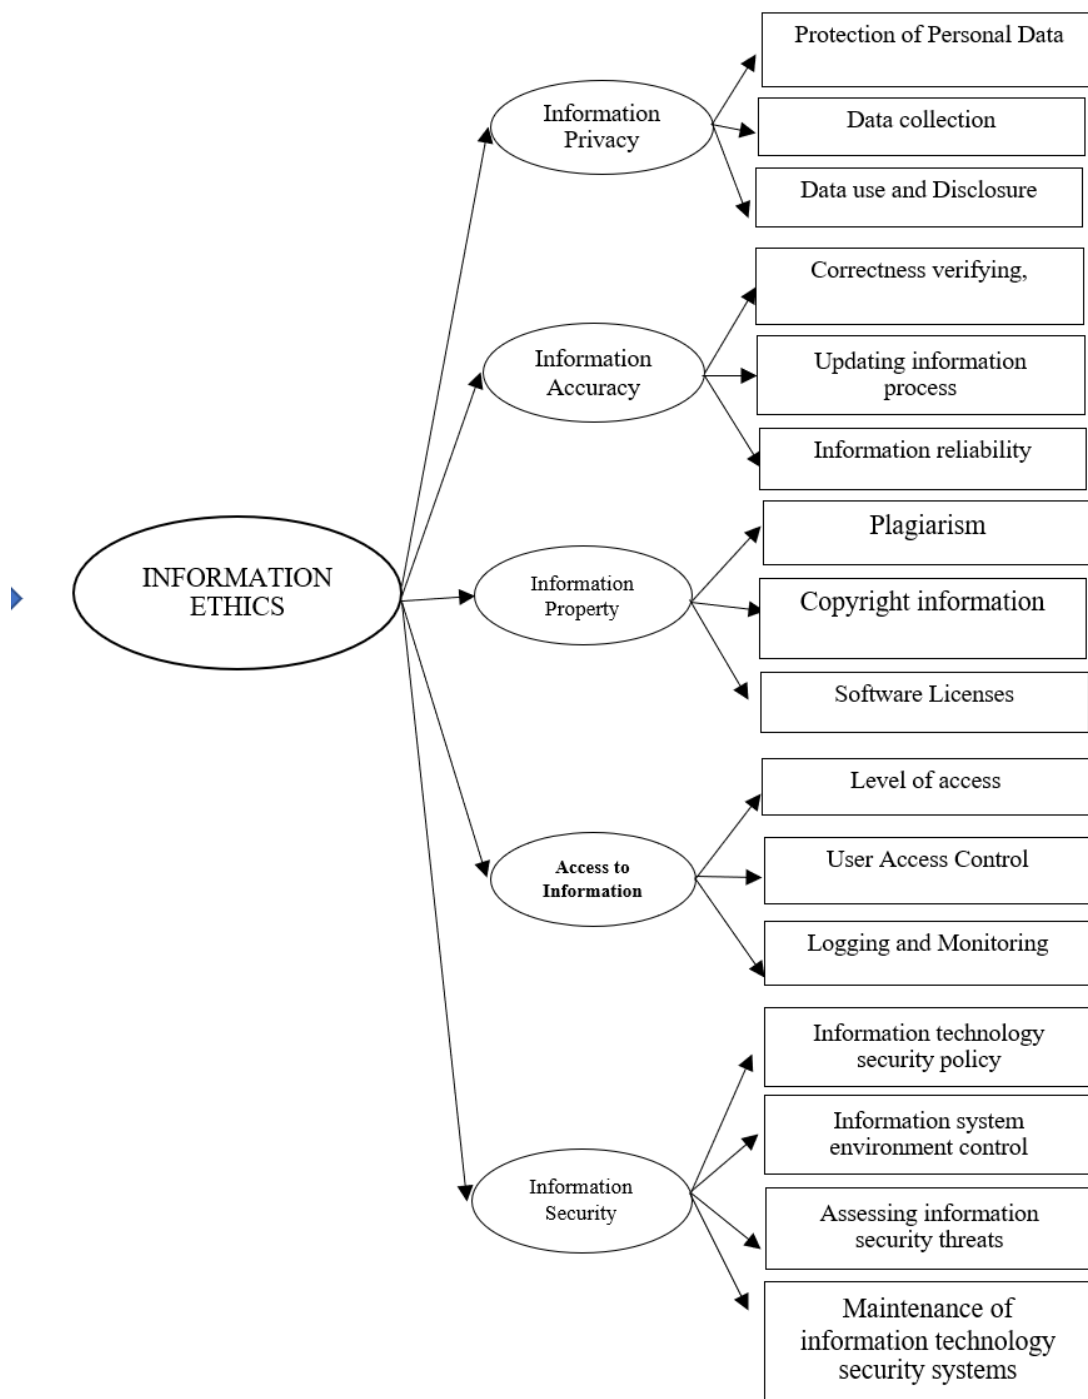 Protection of Personal Data
Information
Privacy
Data collection
Data use and Disclosure
Correctness verifying,
Information
Accuracy
Updating information
process
Information reliability
INFORMATION
ETHICS
Plagiarism
Information
Property
Copyright information
Software Licenses
Level of access
Access to
Information
User Access Control
Logging and Monitoring
Information technology
security policy
Information system
environment control
Information
Security
Assessing information
security threats
Maintenance of
information technology
security systems